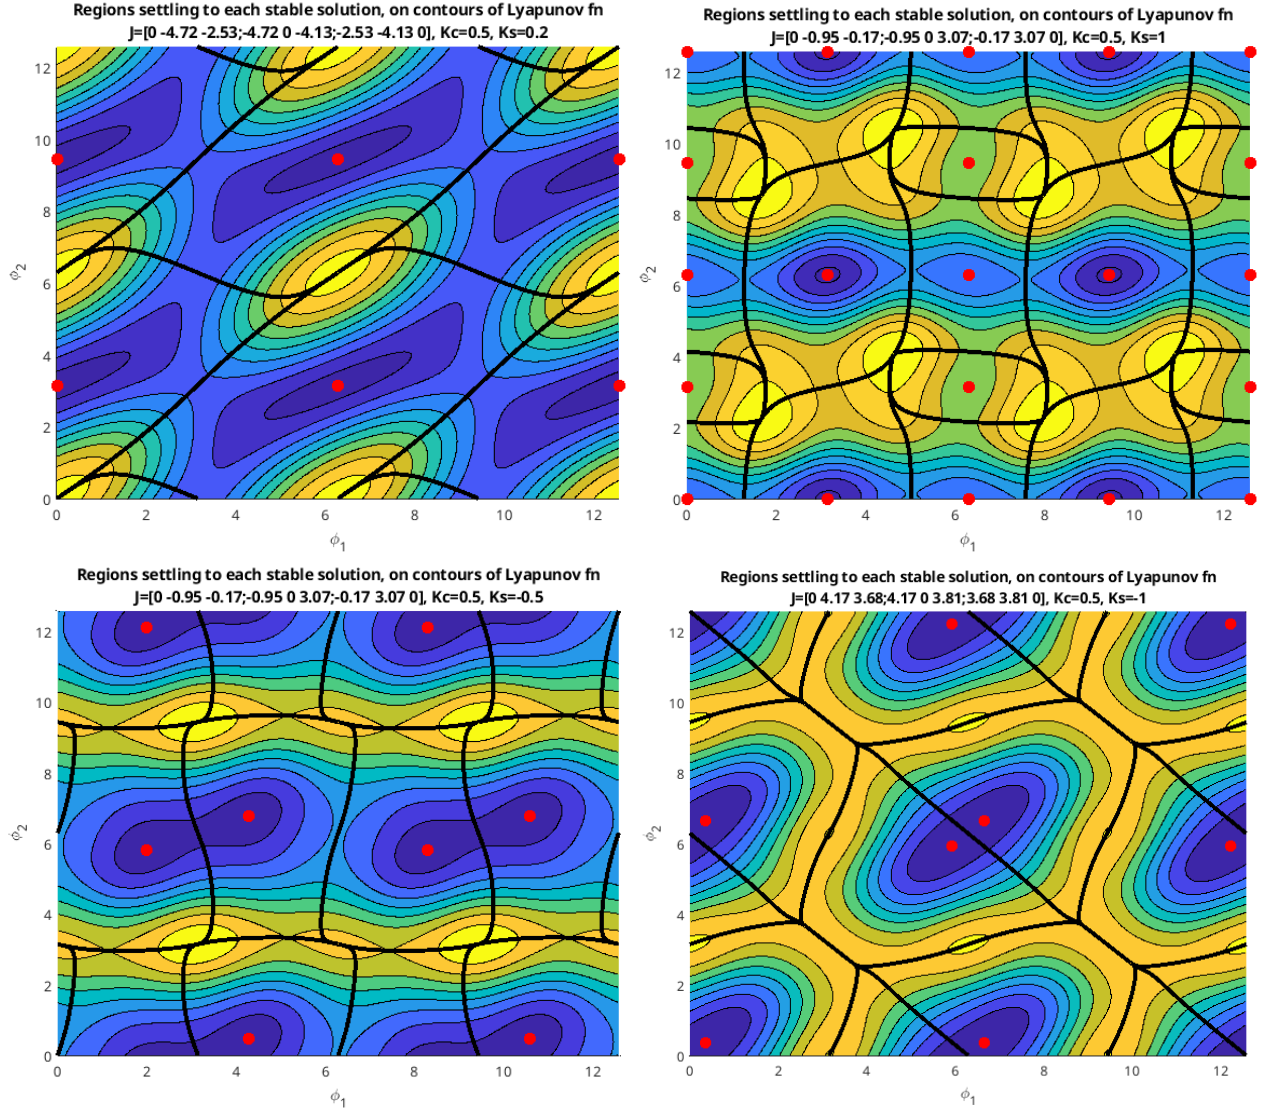 Regions settling to each stable solution, on contours of Lyapunov fn
J=[0 -4.72 -2.53;-4.72 0 -4.13;-2.53 -4.13 0], Kc=0.5, Ks=0.2
12
10
8
6
4
2
0
ϕ2
0 2 4 6 8 10 12
ϕ1
Regions settling to each stable solution, on contours of Lyapunov fn
J=[0 -0.95 -0.17;-0.95 0 3.07;-0.17 3.07 0], Kc=0.5, Ks=1
12
10
8
6
4
2
0
ϕ2
0 2 4 6 8 10 12
ϕ1
Regions settling to each stable solution, on contours of Lyapunov fn
J=[0 -0.95 -0.17;-0.95 0 3.07;-0.17 3.07 0], Kc=0.5, Ks=-0.5
12
10
8
6
4
2
0
ϕ2
0 2 4 6 8 10 12
ϕ1
Regions settling to each stable solution, on contours of Lyapunov fn
J=[0 4.17 3.68;4.17 0 3.81;3.68 3.81 0], Kc=0.5, Ks=-1
12
10
8
6
4
2
0
ϕ2
0 2 4 6 8 10 12
ϕ1